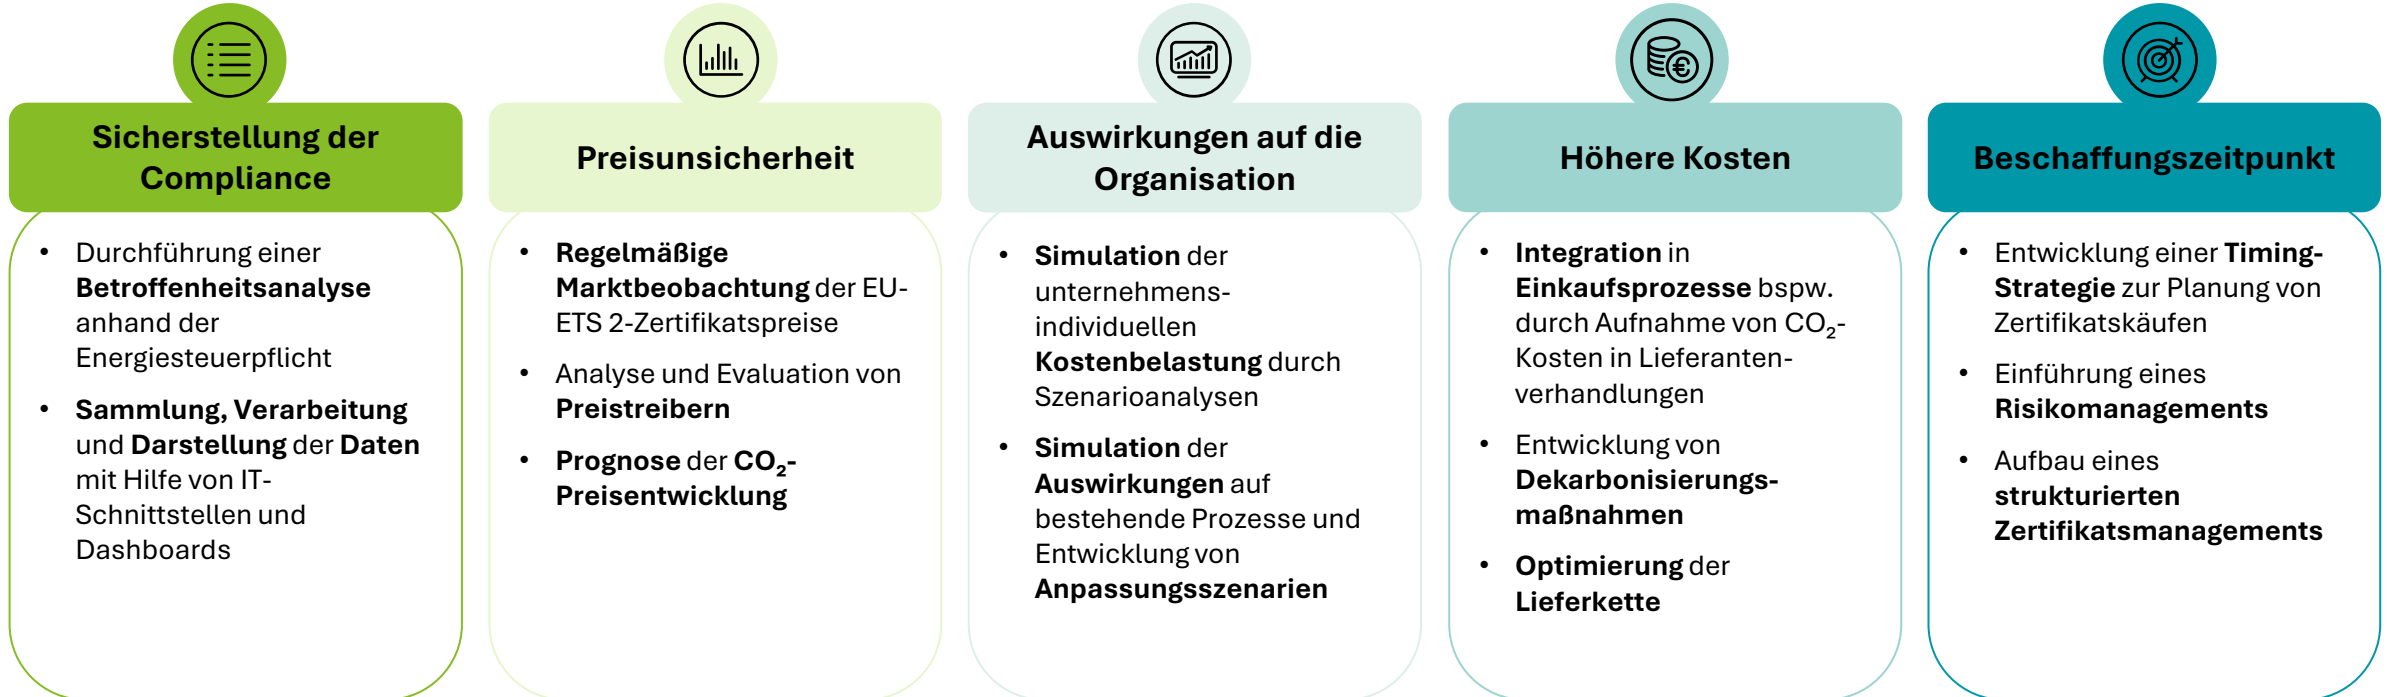 Sicherstellung der
Compliance
• Durchführung einer
Betroffenheitsanalyse
anhand der
Energiesteuerpflicht
• Sammlung, Verarbeitung
und Darstellung der Daten
mit Hilfe von IT-
Schnittstellen und
Dashboards
Preisunsicherheit
• Regelmäßige
Marktbeobachtung der EU-
ETS 2-Zertifikatspreise
• Analyse und Evaluation von
Preistreibern
• Prognose der CO₂-
Preisentwicklung
Auswirkungen auf die
Organisation
• Simulation der
unternehmens-
individuellen
Kostenbelastung durch
Szenarioanalysen
• Simulation der
Auswirkungen auf
bestehende Prozesse und
Entwicklung von
Anpassungsszenarien
Höhere Kosten
• Integration in
Einkaufsprozesse bspw.
durch Aufnahme von CO₂-
Kosten in Lieferanten-
verhandlungen
• Entwicklung von
Dekarbonisierungs-
maßnahmen
• Optimierung der
Lieferkette
Beschaffungszeitpunkt
• Entwicklung einer Timing-
Strategie zur Planung von
Zertifikatskäufen
• Einführung eines
Risikomanagements
• Aufbau eines
strukturierten
Zertifikatsmanagements